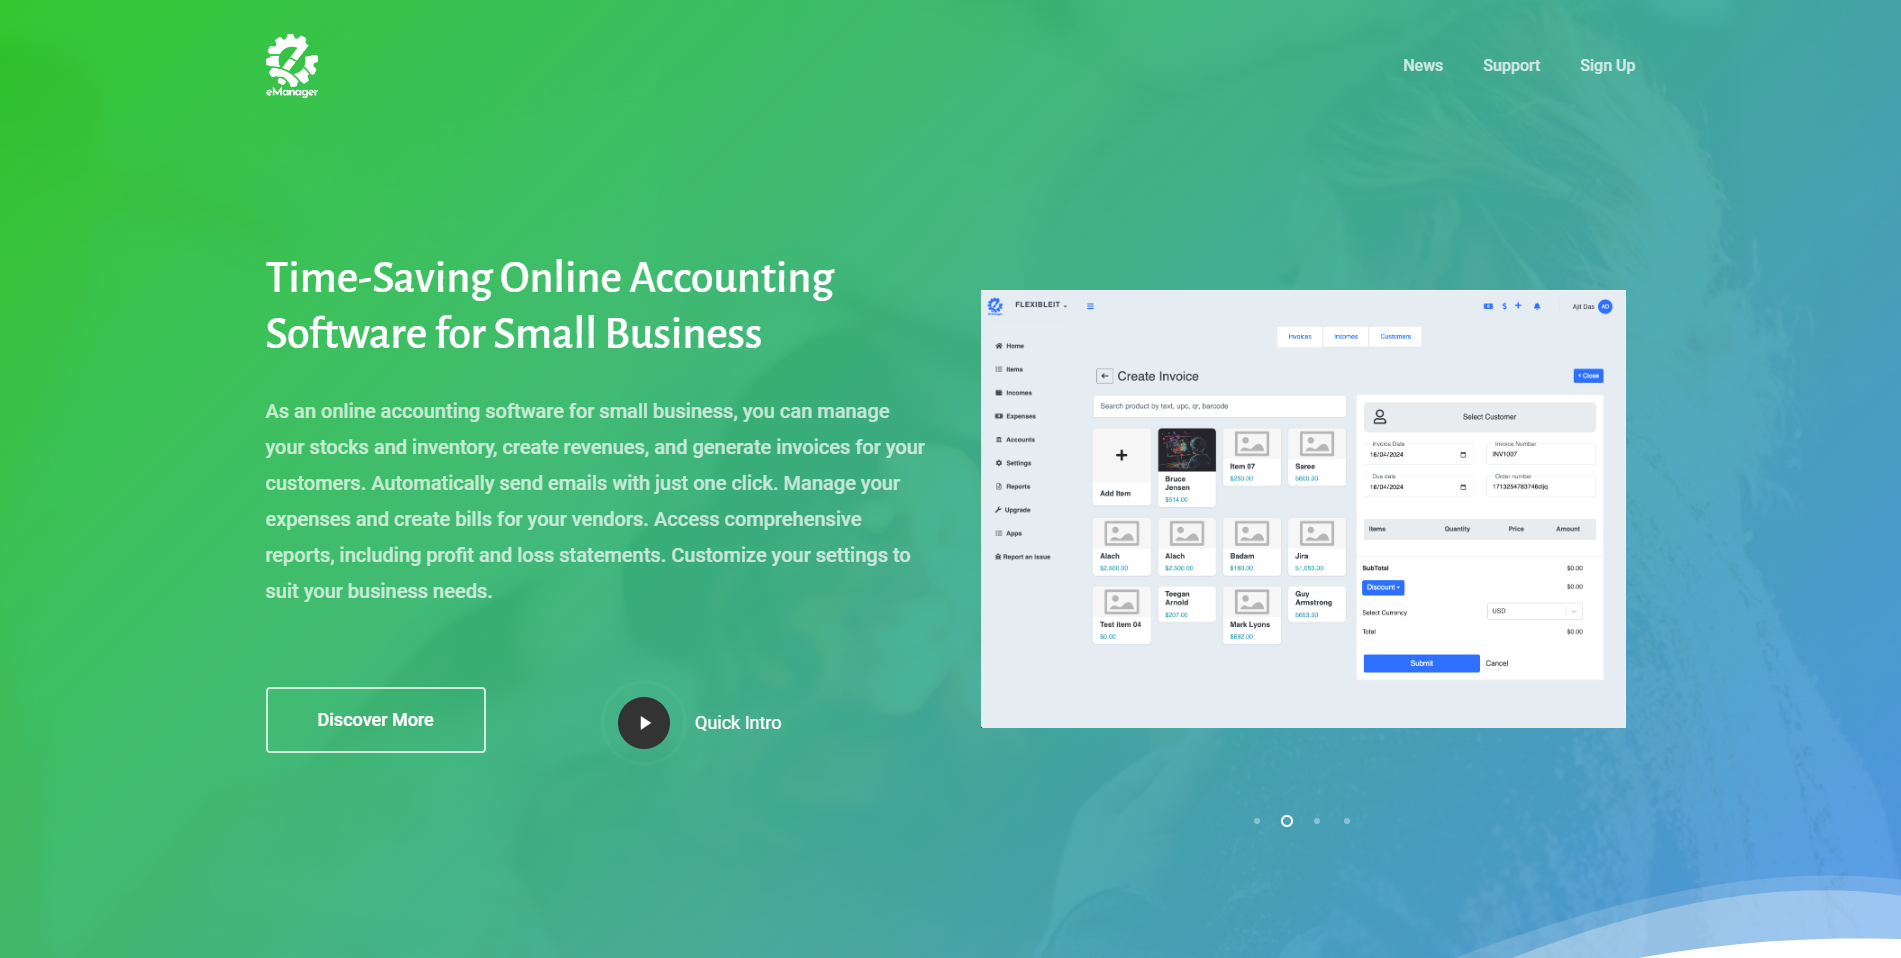 eManager
News
Support
Sign Up
Time-Saving Online Accounting
Software for Small Business
As an online accounting software for small business, you can manage
your stocks and inventory, create revenues, and generate invoices for your
customers. Automatically send emails with just one click. Manage your
expenses and create bills for your vendors. Access comprehensive
reports, including profit and loss statements. Customize your settings to
suit your business needs.
Discover More
Quick Intro
FLEXIBLEIT
Ajit Das
AD
Home
Items
Incomes
Expenses
Accounts
Settings
Reports
Upgrade
Apps
Report an Issue
Invoices
Incomes
Customers
Create Invoice
Close
Search product by text, upc, qr, barcode
Add Item
Bruce
Jensen
$514.00
Item 07
$250.00
Saree
$600.00
Alach
$2,500.00
Alach
$2,500.00
Badam
$180.00
Jira
$1,050.00
Test item 04
$0.00
Teegan
Arnold
$207.00
Mark Lyons
$692.00
Guy
Armstrong
$653.00
Select Customer
Invoice Date
16/04/2024
Invoice Number
INV1007
Due date
16/04/2024
Order number
1713254783746djq
Items
Quantity
Price
Amount
SubTotal
$0.00
Discount
$0.00
Select Currency
USD
Total
$0.00
Submit
Cancel